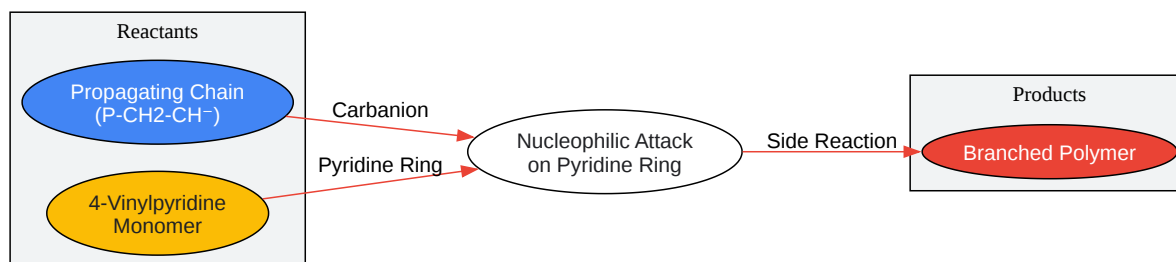 Reactants
Propagating Chain
(P-CH2-CH⁻)
4-Vinylpyridine
Monomer
Carbanion
Pyridine Ring
Nucleophilic Attack
on Pyridine Ring
Side Reaction
Products
Branched Polymer